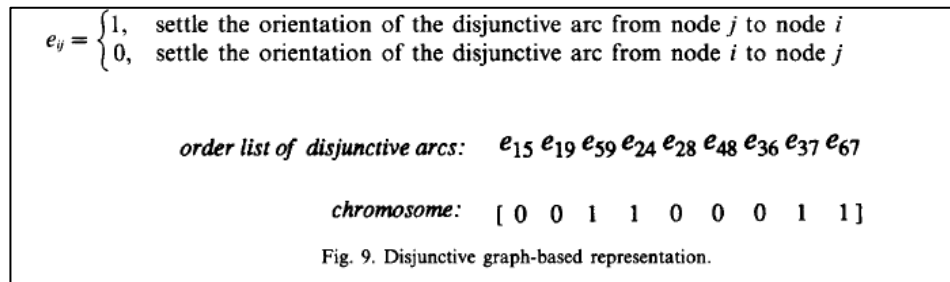 e_ij = {1, settle the orientation of the disjunctive arc from node j to node i
0, settle the orientation of the disjunctive arc from node i to node j
order list of disjunctive arcs: e_15 e_19 e_59 e_24 e_28 e_48 e_36 e_37 e_67
chromosome: [ 0 0 1 1 0 0 0 1 1]
Fig. 9. Disjunctive graph-based representation.